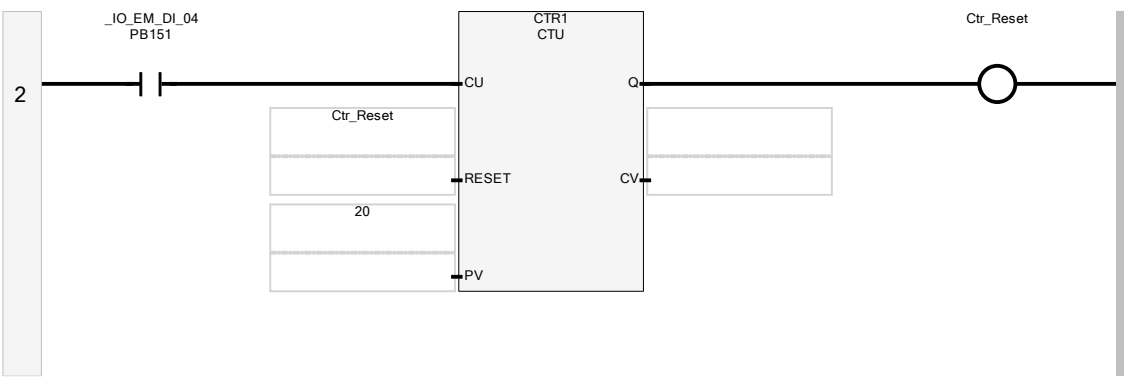 _IO_EM_DI_04
PB151
CTR1
CTU
Ctr_Reset
2
CU
Q
Ctr_Reset
RESET
CV
20
PV